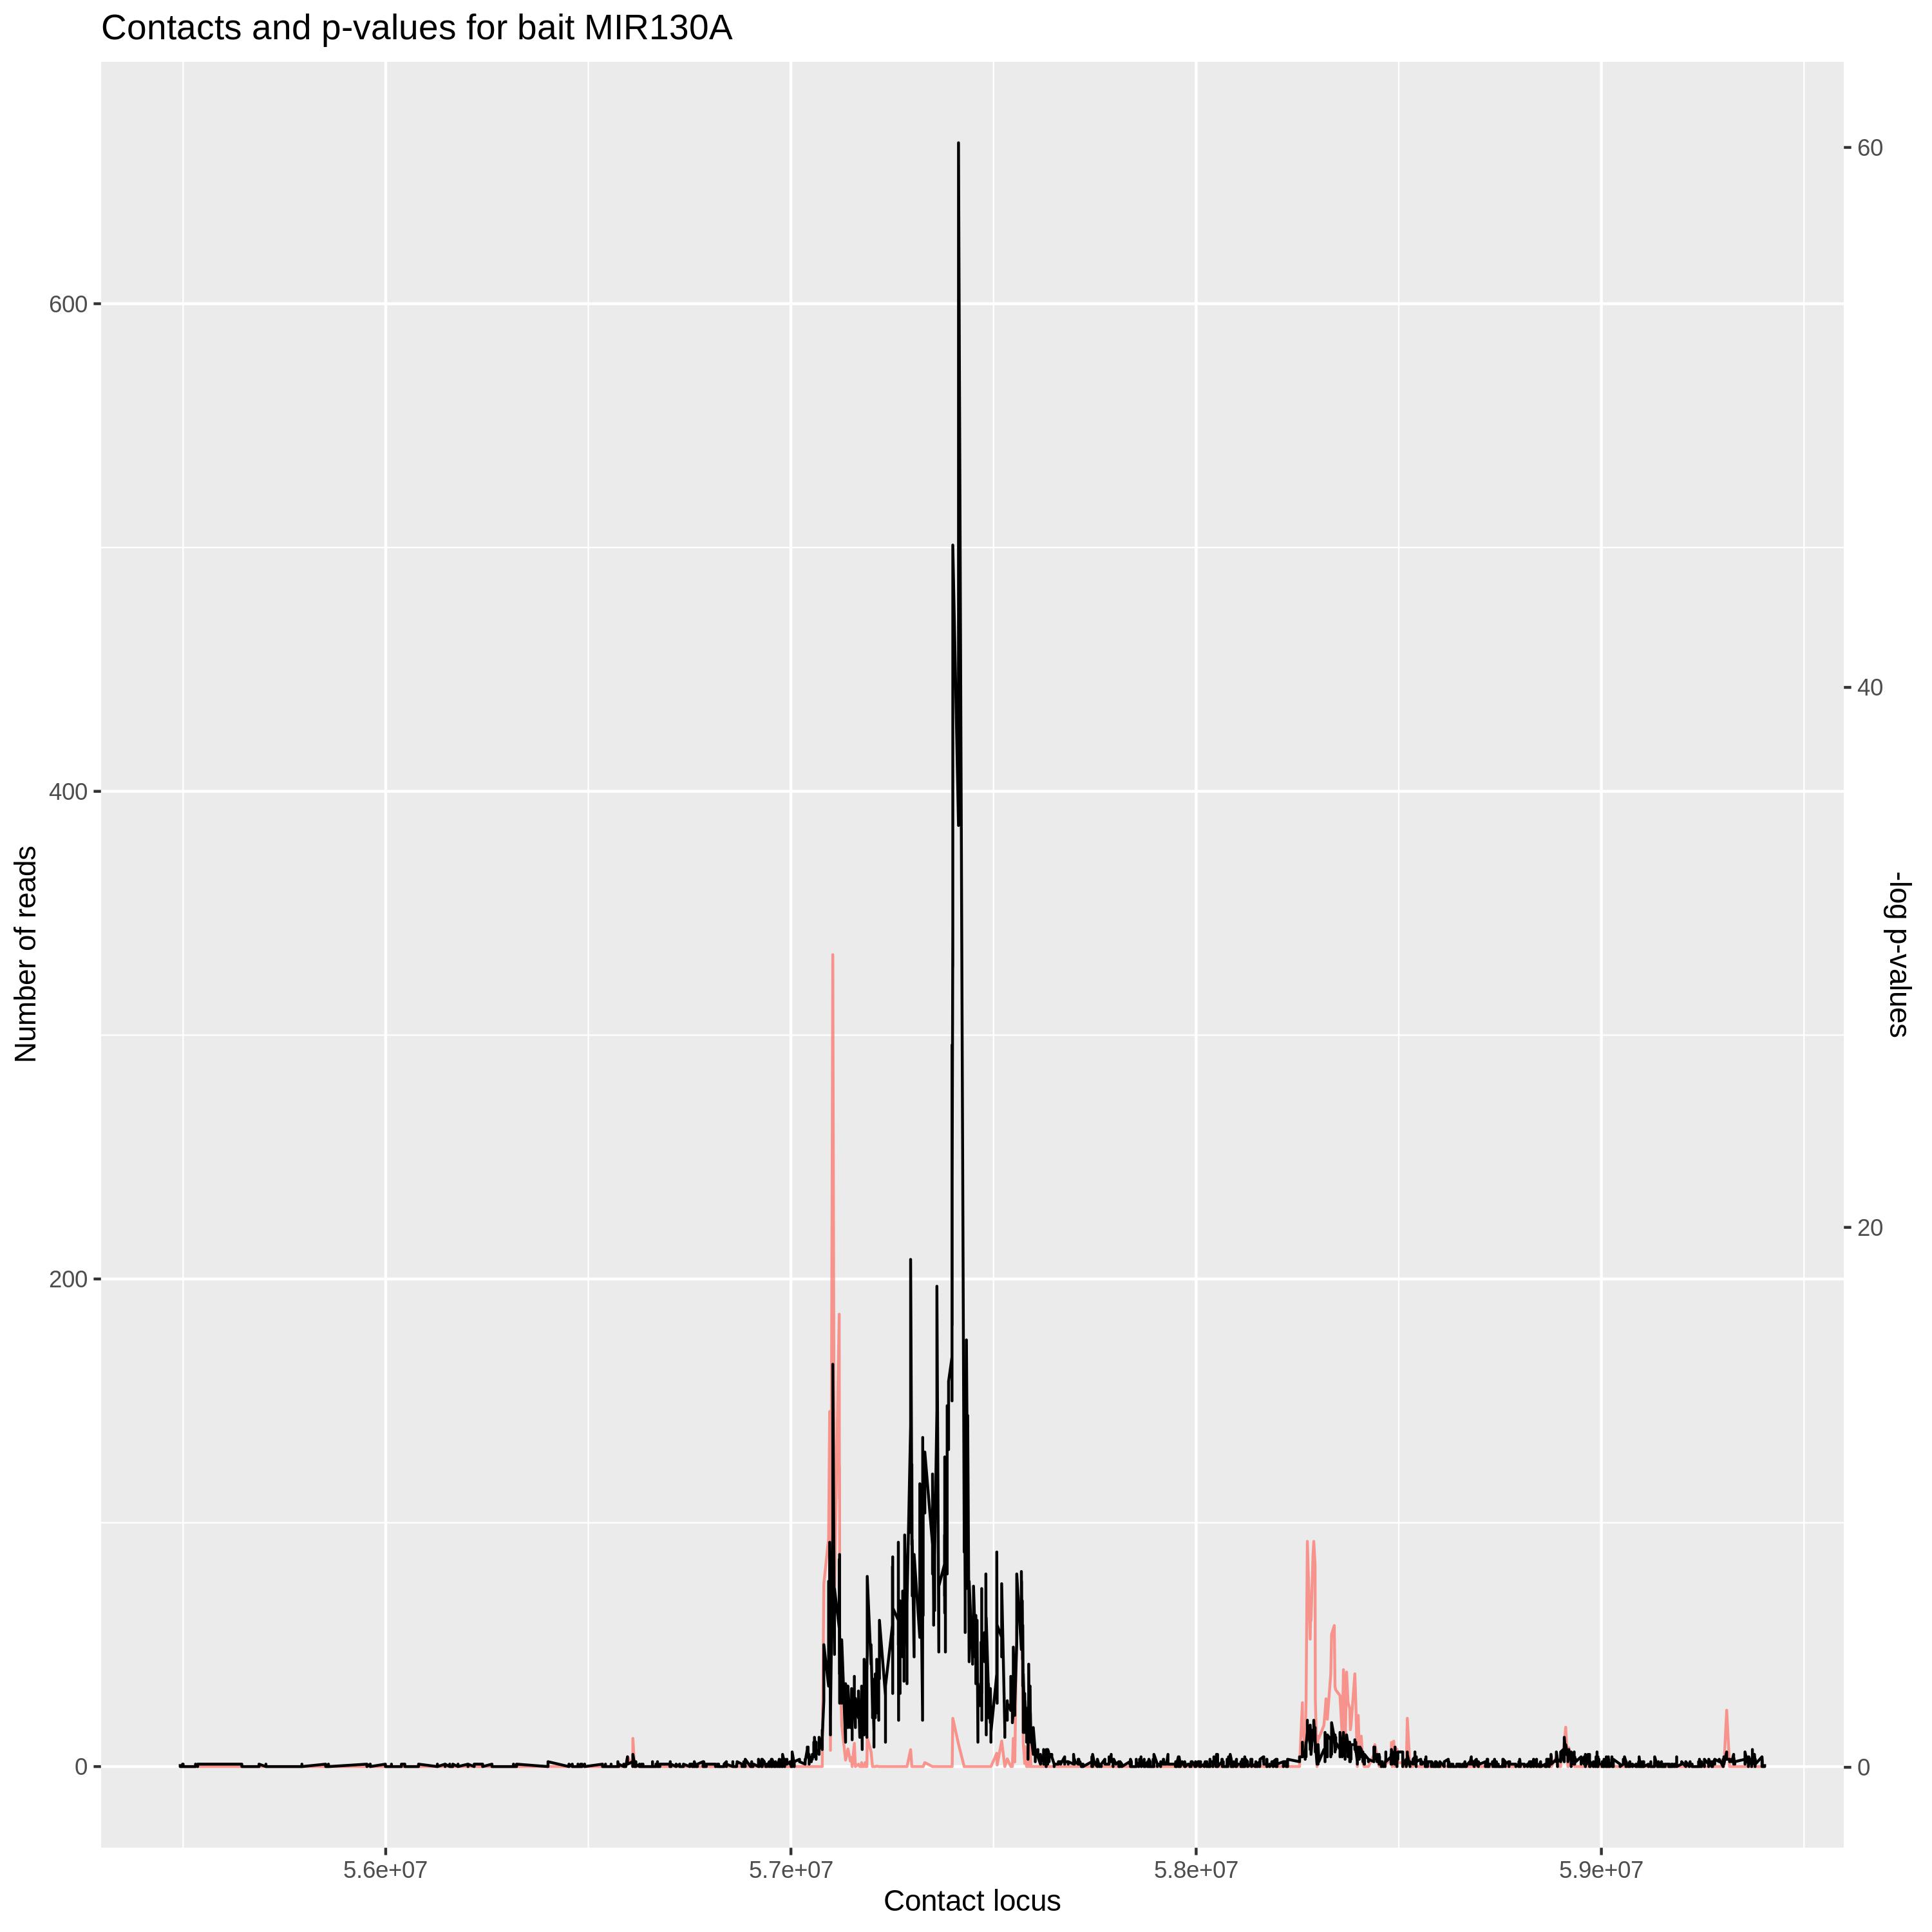 Contacts and p-values for bait MIR130A
600
400
200
0
Number of reads
60
40
20
0
-log p-values
5.6e+07
5.7e+07
5.8e+07
5.9e+07
Contact locus